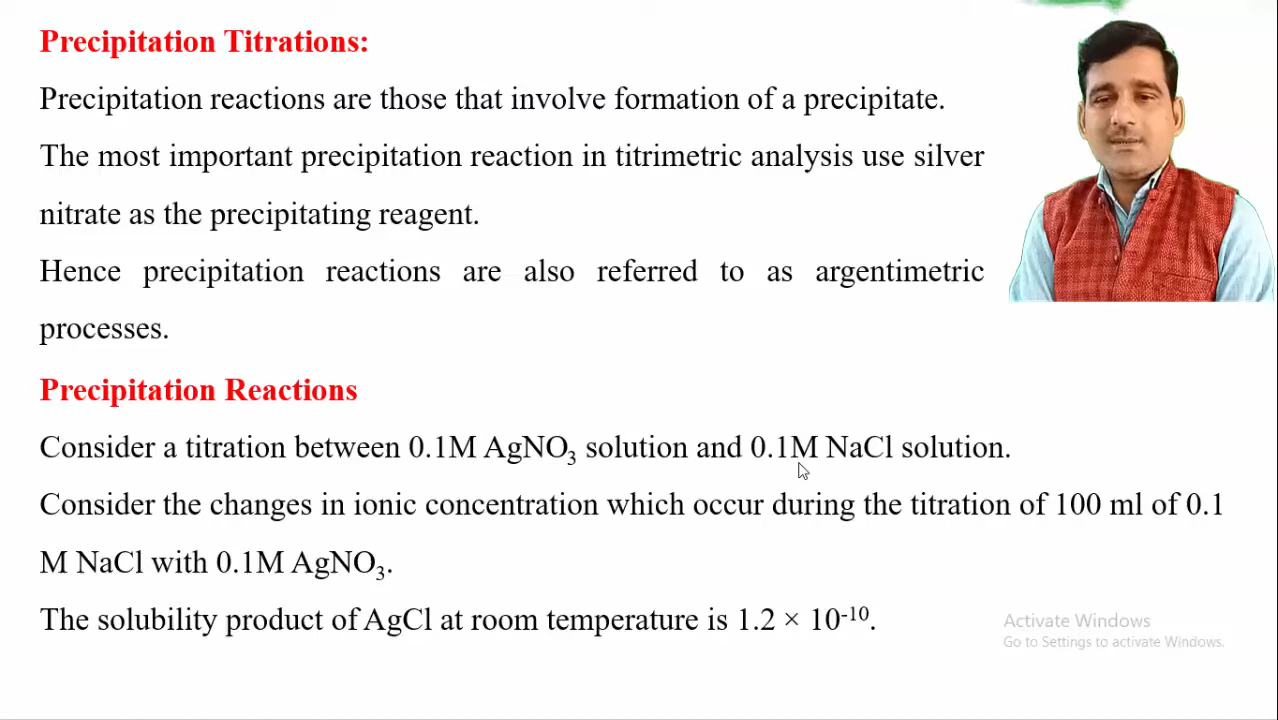 Precipitation Titrations:
Precipitation reactions are those that involve formation of a precipitate.
The most important precipitation reaction in titrimetric analysis use silver
nitrate as the precipitating reagent.
Hence precipitation reactions are also referred to as argentimetric
processes.
Precipitation Reactions
Consider a titration between 0.1M AgNO₃ solution and 0.1M NaCl solution.
Consider the changes in ionic concentration which occur during the titration of 100 ml of 0.1
M NaCl with 0.1M AgNO₃.
The solubility product of AgCl at room temperature is 1.2 × 10⁻¹⁰.
Activate Windows
Go to Settings to activate Windows.